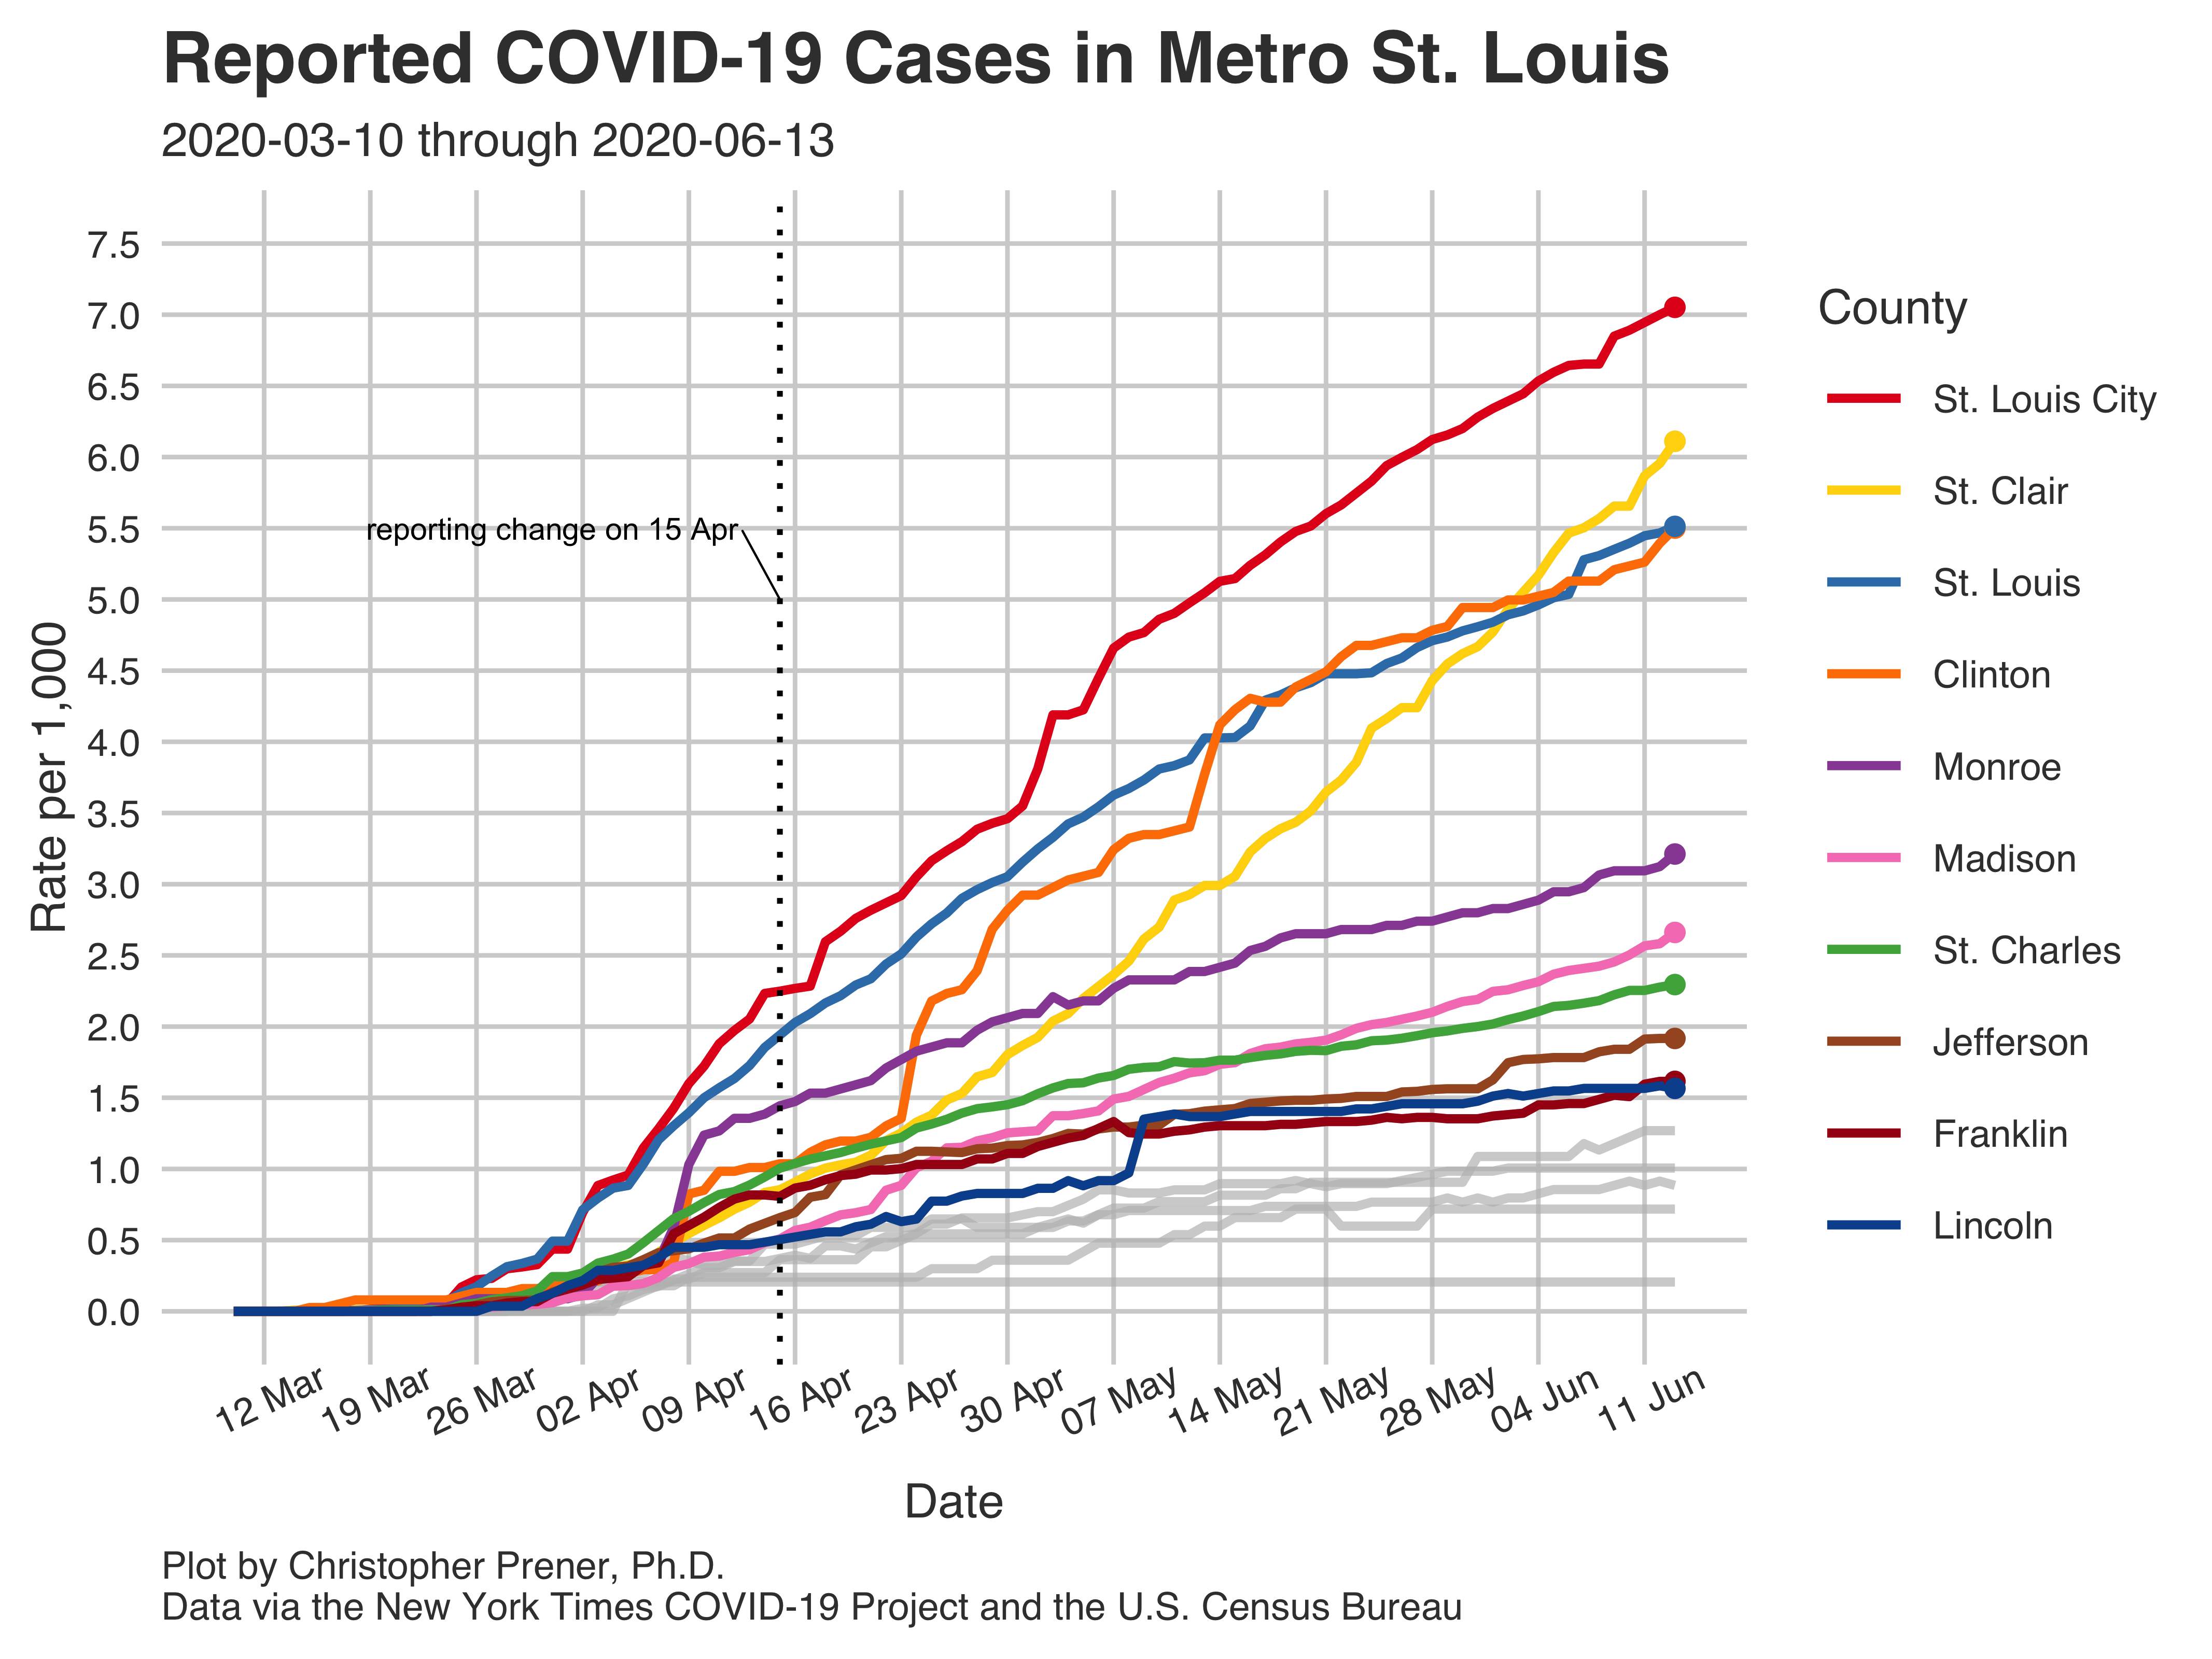 Reported COVID-19 Cases in Metro St. Louis
2020-03-10 through 2020-06-13
7.5
7.0
6.5
6.0
5.5
5.0
4.5
4.0
3.5
3.0
2.5
2.0
1.5
1.0
0.5
0.0
Rate per 1,000
reporting change on 15 Apr
12 Mar
19 Mar
26 Mar
02 Apr
09 Apr
16 Apr
23 Apr
30 Apr
07 May
14 May
21 May
28 May
04 Jun
11 Jun
Date
County
St. Louis City
St. Clair
St. Louis
Clinton
Monroe
Madison
St. Charles
Jefferson
Franklin
Lincoln
Plot by Christopher Prener, Ph.D.
Data via the New York Times COVID-19 Project and the U.S. Census Bureau